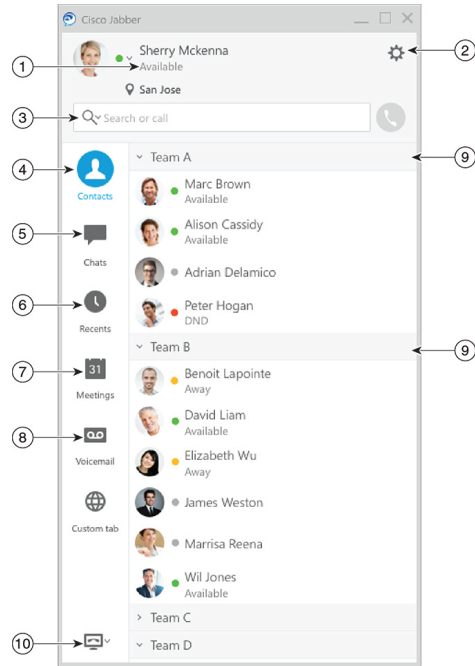 Cisco Jabber
Sherry Mckenna
1
Available
2
San Jose
3
Search or call
4
Contacts
Team A
9
Marc Brown
Available
5
Chats
Alison Cassidy
Available
6
Recents
Adrian Delamico
Peter Hogan
DND
Team B
9
7
31
Meetings
Benoit Lapointe
Away
8
Voicemail
David Liam
Available
Elizabeth Wu
Away
Custom tab
James Weston
Marrisa Reena
Wil Jones
Available
Team C
10
Team D